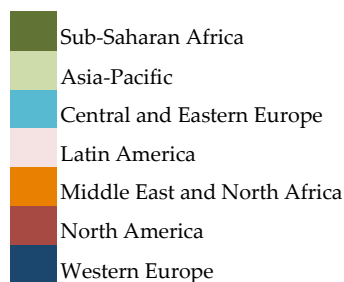 Sub-Saharan Africa
Asia-Pacific
Central and Eastern Europe
Latin America
Middle East and North Africa
North America
Western Europe